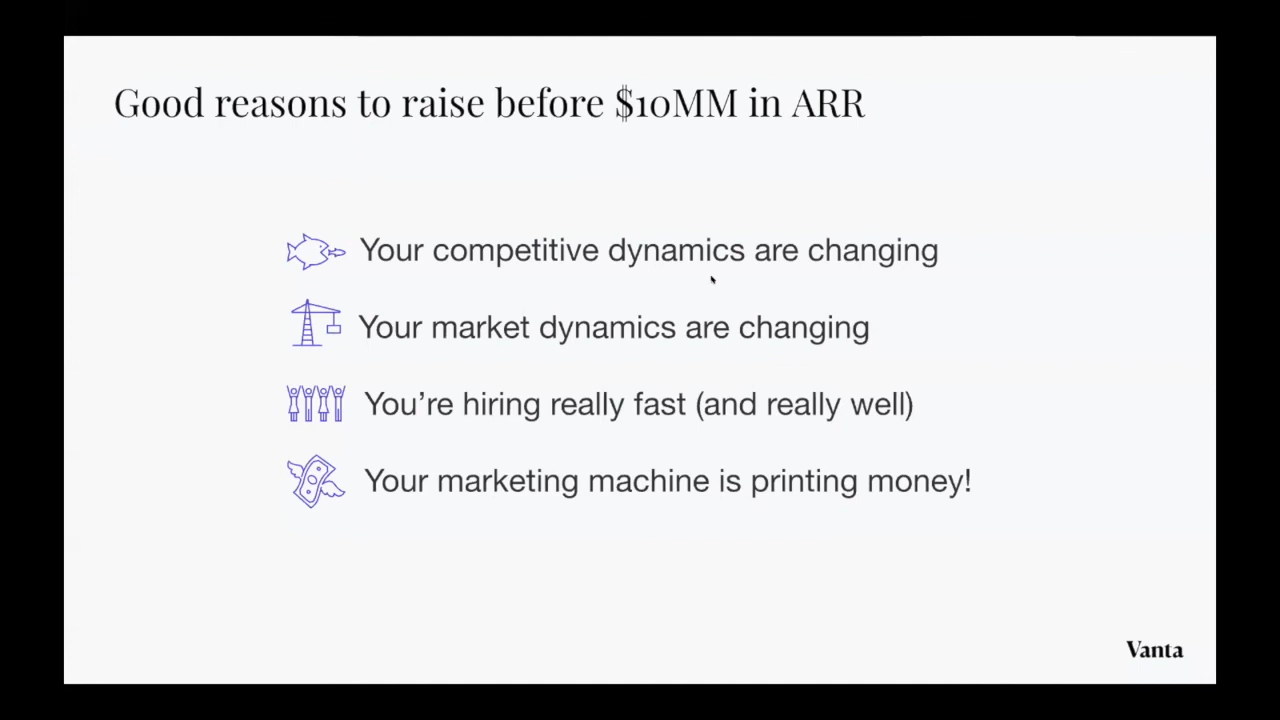 Good reasons to raise before $10MM in ARR
Your competitive dynamics are changing
Your market dynamics are changing
You’re hiring really fast (and really well)
Your marketing machine is printing money!
Vanta